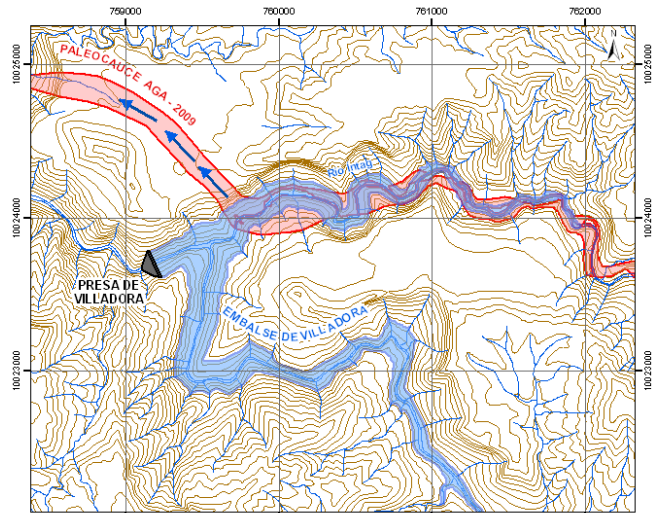 759000
760000
761000
762000
N
10025000
10025000
PALEOCAUCE AGA - 2009
Rio Intag
10024000
10024000
PRESA DE
VILLADORA
EMBALSE DE VILLADORA
10023000
10023000